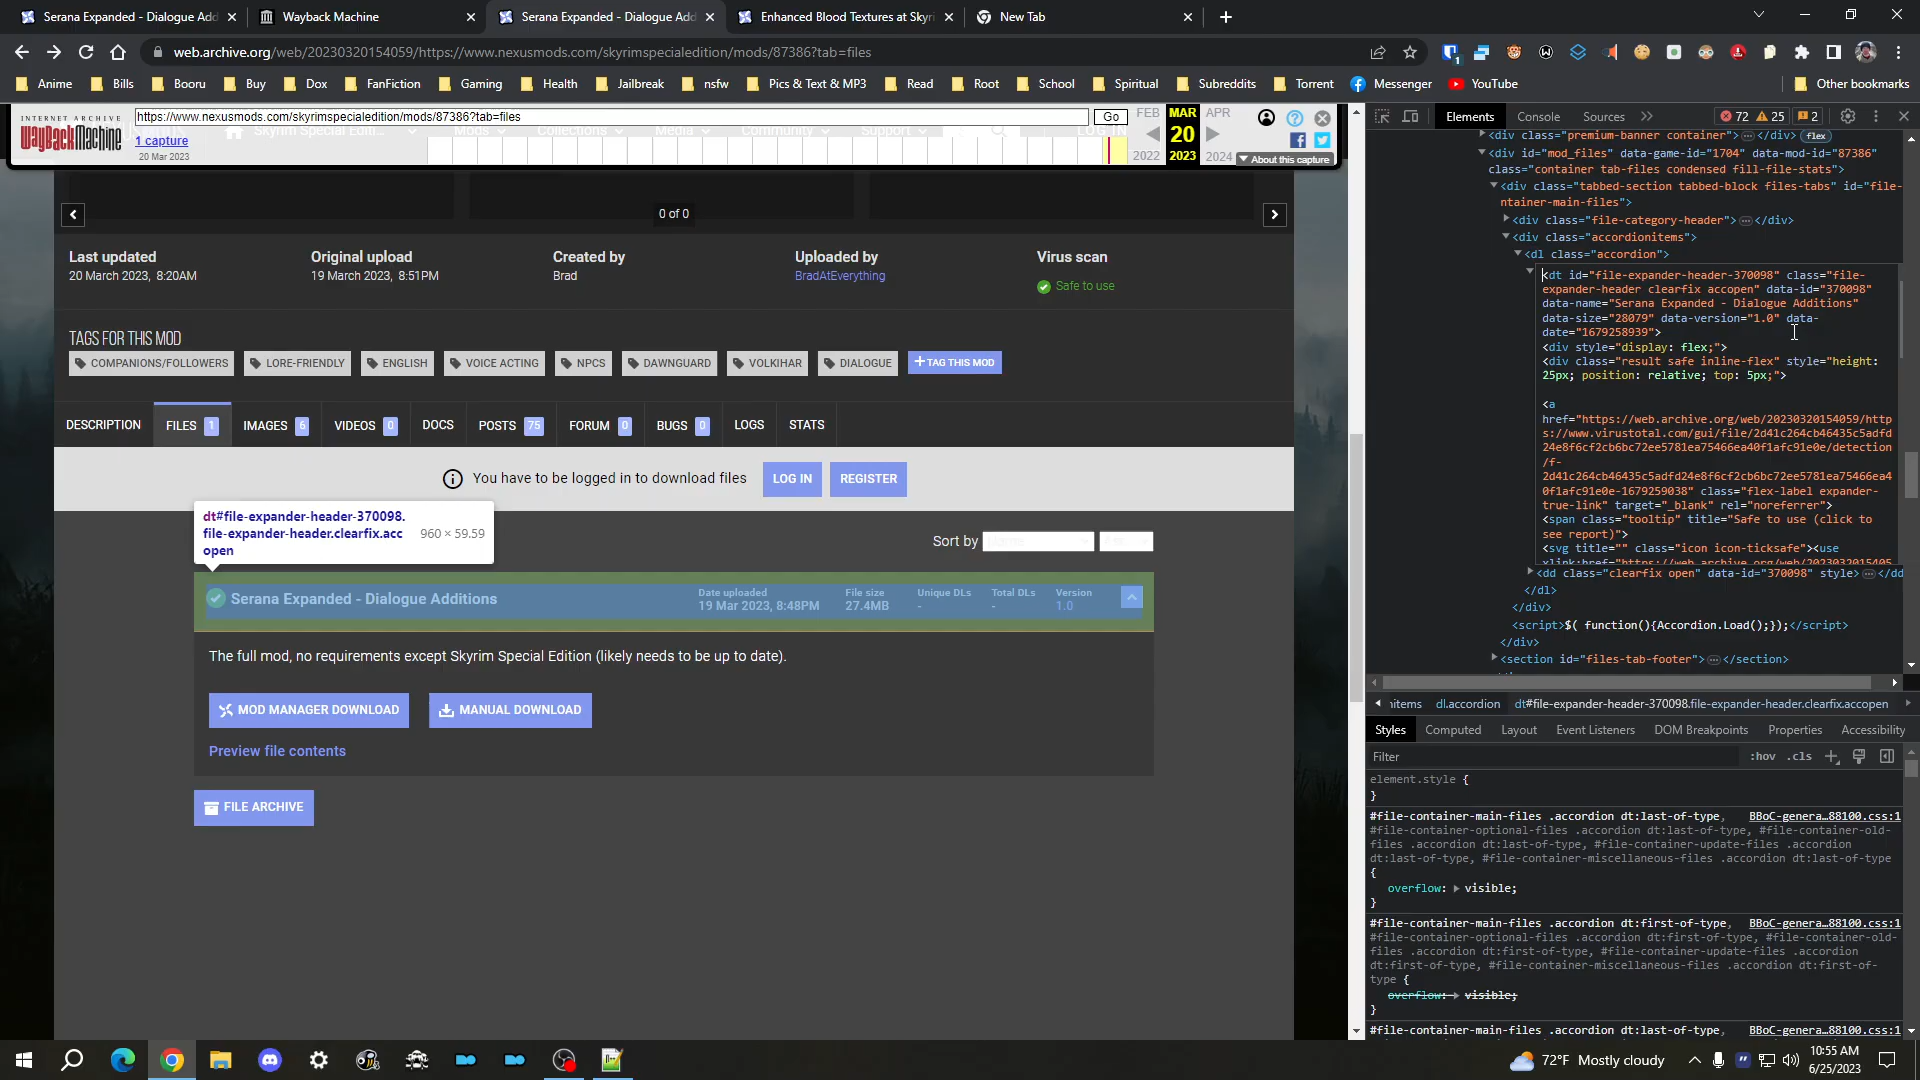 Serana Expanded - Dialogue Add
Wayback Machine
Serana Expanded - Dialogue Add
Enhanced Blood Textures at Skyri
New Tab
web.archive.org/web/20230320154059/https://www.nexusmods.com/skyrimspecialedition/mods/87386?tab=files
Anime
Bills
Booru
Buy
Dox
FanFiction
Gaming
Health
Jailbreak
nsfw
Pics & Text & MP3
Read
Root
School
Spiritual
Subreddits
Torrent
Messenger
YouTube
Other bookmarks
INTERNET ARCHIVE
WayBackMachine
https://www.nexusmods.com/skyrimspecialedition/mods/87386?tab=files
Go
1 capture
20 Mar 2023
FEB MAR APR
20
2022 2023 2024
About this capture
Skyrim Special Editi...
Mods
Collections
Media
Community
Support
LOG IN
0 of 0
Last updated
20 March 2023, 8:20AM
Original upload
19 March 2023, 8:51PM
Created by
Brad
Uploaded by
BradAtEverything
Virus scan
Safe to use
TAGS FOR THIS MOD
COMPANIONS/FOLLOWERS
LORE-FRIENDLY
ENGLISH
VOICE ACTING
NPCS
DAWNGUARD
VOLKIHAR
DIALOGUE
+ TAG THIS MOD
DESCRIPTION
FILES 1
IMAGES 6
VIDEOS 0
DOCS
POSTS 75
FORUM 0
BUGS 0
LOGS
STATS
You have to be logged in to download files
LOG IN
REGISTER
dt#file-expander-header-370098.
file-expander-header.clearfix.acc
open
960 × 59.59
Sort by
Serana Expanded - Dialogue Additions
Date uploaded
19 Mar 2023, 8:48PM
File size
27.4MB
Unique DLs
-
Total DLs
-
Version
1.0
The full mod, no requirements except Skyrim Special Edition (likely needs to be up to date).
MOD MANAGER DOWNLOAD
MANUAL DOWNLOAD
Preview file contents
FILE ARCHIVE
Elements
Console
Sources
72
25
2
<div class="premium-banner container"> </div> flex
<div id="mod_files" data-game-id="1704" data-mod-id="87386"
class="container tab-files condensed fill-file-stats">
<div class="tabbed-section tabbed-block files-tabs" id="file-
ntainer-main-files">
<div class="file-category-header"> </div>
<div class="accordionitems">
<dl class="accordion">
<dt id="file-expander-header-370098" class="file-
expander-header clearfix accopen" data-id="370098"
data-name="Serana Expanded - Dialogue Additions"
data-size="28079" data-version="1.0" data-
date="1679258939">
<div style="display: flex;">
<div class="result safe inline-flex" style="height:
25px; position: relative; top: 5px;">
<a
href="https://web.archive.org/web/20230320154059/http
s://www.virustotal.com/gui/file/2d41c264cb46435c5adfd
24e8f6cf2cb6bc72ee5781ea75466ea40f1afc91e0e/detection
/f-
2d41c264cb46435c5adfd24e8f6cf2cb6bc72ee5781ea75466ea4
0f1afc91e0e-1679259038" class="flex-label expander-
true-link" target="_blank" rel="noreferrer">
<span class="tooltip" title="Safe to use (click to
see report)">
<svg title="" class="icon icon-ticksafe"><use
xlink:href="https://web.archive.org/web/2023032015405
<dd class="clearfix open" data-id="370098" style> </dd
</dl>
</div>
<script>$( function(){Accordion.Load();});</script>
</div>
<section id="files-tab-footer"> </section>
nitems
dl.accordion
dt#file-expander-header-370098.file-expander-header.clearfix.accopen
Styles
Computed
Layout
Event Listeners
DOM Breakpoints
Properties
Accessibility
Filter
:hov .cls
element.style {
}
#file-container-main-files .accordion dt:last-of-type, BBoC-genera…88100.css:1
#file-container-optional-files .accordion dt:last-of-type, #file-container-old-
files .accordion dt:last-of-type, #file-container-update-files .accordion
dt:last-of-type, #file-container-miscellaneous-files .accordion dt:last-of-type
{
overflow: visible;
}
#file-container-main-files .accordion dt:first-of-type, BBoC-genera…88100.css:1
#file-container-optional-files .accordion dt:first-of-type, #file-container-old-
files .accordion dt:first-of-type, #file-container-update-files .accordion
dt:first-of-type, #file-container-miscellaneous-files .accordion dt:first-of-
type {
overflow: visible;
}
#file-container-main-files .accordion dt:last-of-type, BBoC-genera…88100.css:1
72°F Mostly cloudy
10:55 AM
6/25/2023